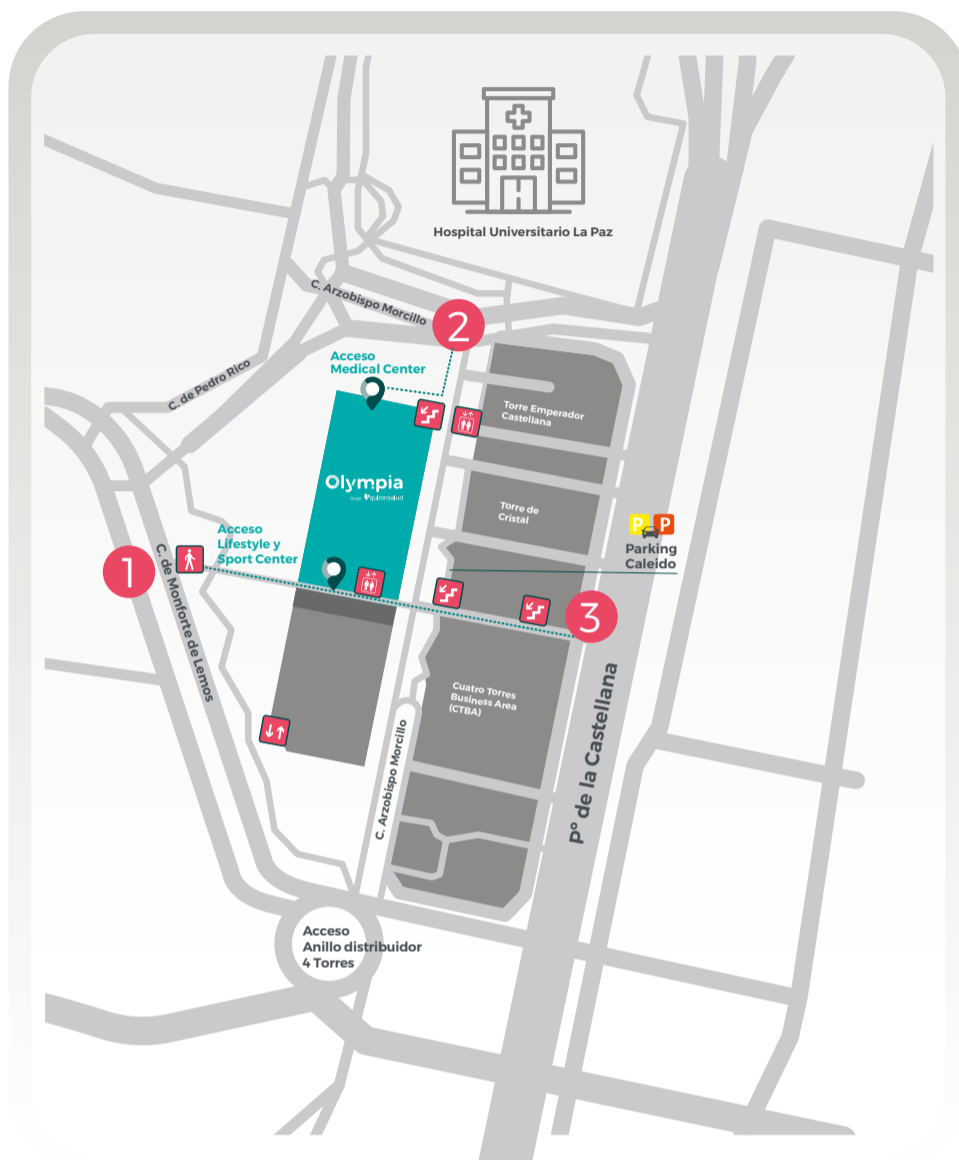 Hospital Universitario La Paz
C. Arzobispo Morcillo
2
Acceso
Medical Center
C. de Pedro Rico
Torre Emperador
Castellana
Olympia
Grupo quirónsalud
Torre de
Cristal
P P
Parking
Caleido
Acceso
Lifestyle y
Sport Center
1
3
C. de Monforte de Lemos
Cuatro Torres
Business Area
(CTBA)
C. Arzobispo Morcillo
Pº de la Castellana
Acceso
Anillo distribuidor
4 Torres